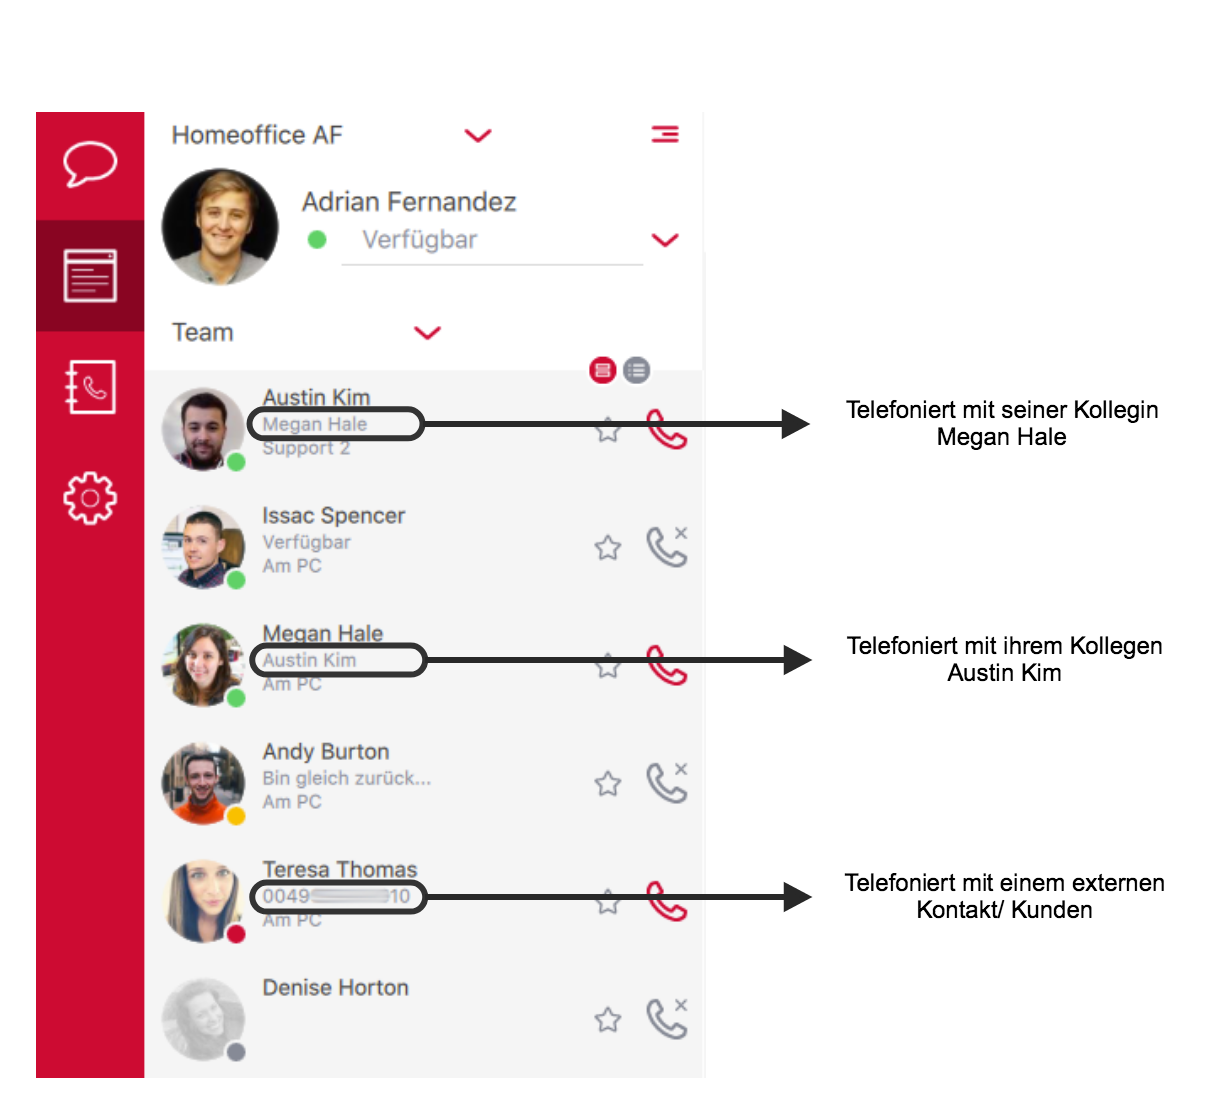 Homeoffice AF
Adrian Fernandez
Verfügbar
Team
Austin Kim
Megan Hale
Support 2
Telefoniert mit seiner Kollegin
Megan Hale
Issac Spencer
Verfügbar
Am PC
Megan Hale
Austin Kim
Am PC
Telefoniert mit ihrem Kollegen
Austin Kim
Andy Burton
Bin gleich zurück...
Am PC
Teresa Thomas
0049 10
Am PC
Telefoniert mit einem externen
Kontakt/ Kunden
Denise Horton